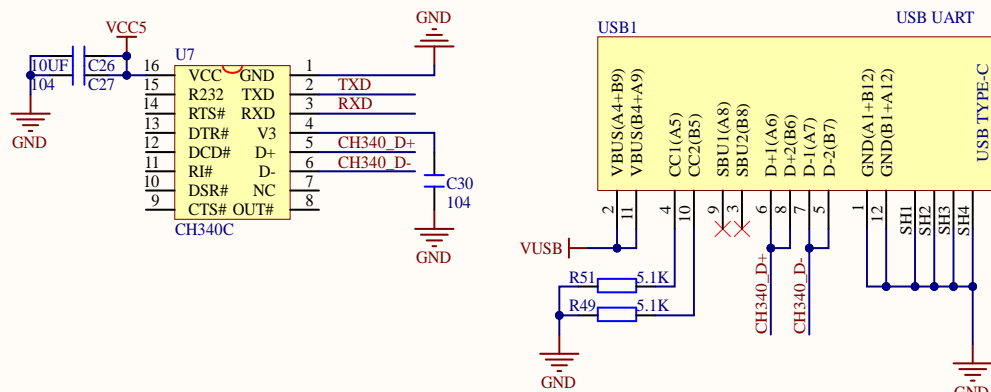 GND
VCC5
U7
10UF
C26
104
C27
16
VCC
GND
1
15
R232
TXD
2
TXD
14
RTS#
RXD
3
RXD
13
DTR#
V3
4
12
DCD#
D+
5
CH340_D+
11
RI#
D-
6
CH340_D-
10
DSR#
NC
7
9
CTS#
OUT#
8
CH340C
GND
C30
104
GND
USB UART
USB1
VBUS(A4+B9)
VBUS(B4+A9)
CC1(A5)
CC2(B5)
SBU1(A8)
SBU2(B8)
D+1(A6)
D+2(B6)
D-1(A7)
D-2(B7)
GND(A1+B12)
GND(B1+A12)
USB TYPE-C
2
11
4
10
9
3
6
8
7
5
1
12
SH1
SH2
SH3
SH4
VUSB
R51
5.1K
R49
5.1K
CH340_D+
CH340_D-
GND
GND